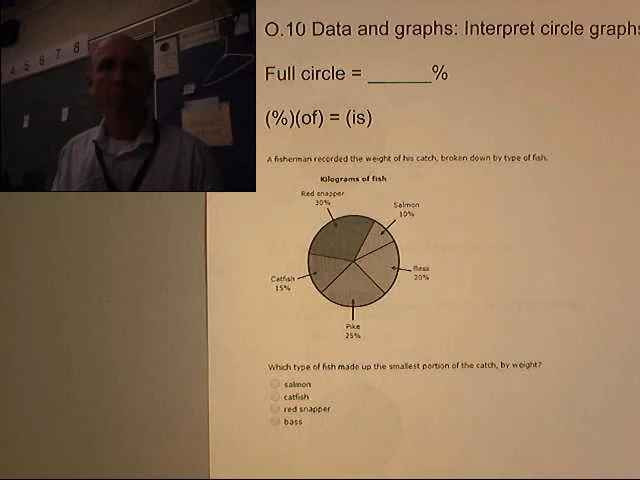 4 5 6 7 8
O.10 Data and graphs: Interpret circle graphs
Full circle = ______%
(%)(of) = (is)
A fisherman recorded the weight of his catch, broken down by type of fish.
Kilograms of fish
Red snapper
30%
Salmon
10%
Bass
20%
Catfish
15%
Pike
25%
Which type of fish made up the smallest portion of the catch, by weight?
salmon
catfish
red snapper
bass